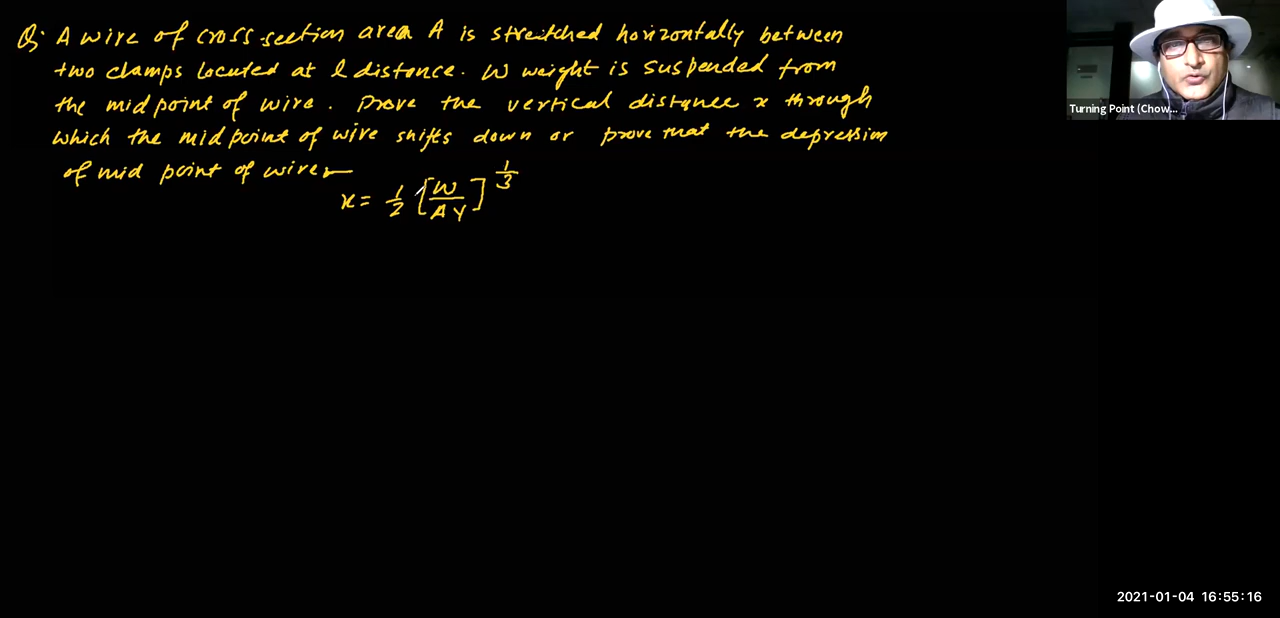 Q: A wire of cross-section area A is stretched horizontally between
two clamps located at l distance. W weight is suspended from
the mid point of wire. Prove the vertical distance x through
which the mid point of wire shifts down or prove that the depression
of mid point of wire
x = 1/2 [W/AY]^1/3
Turning Point (Chow...
2021-01-04 16:55:16